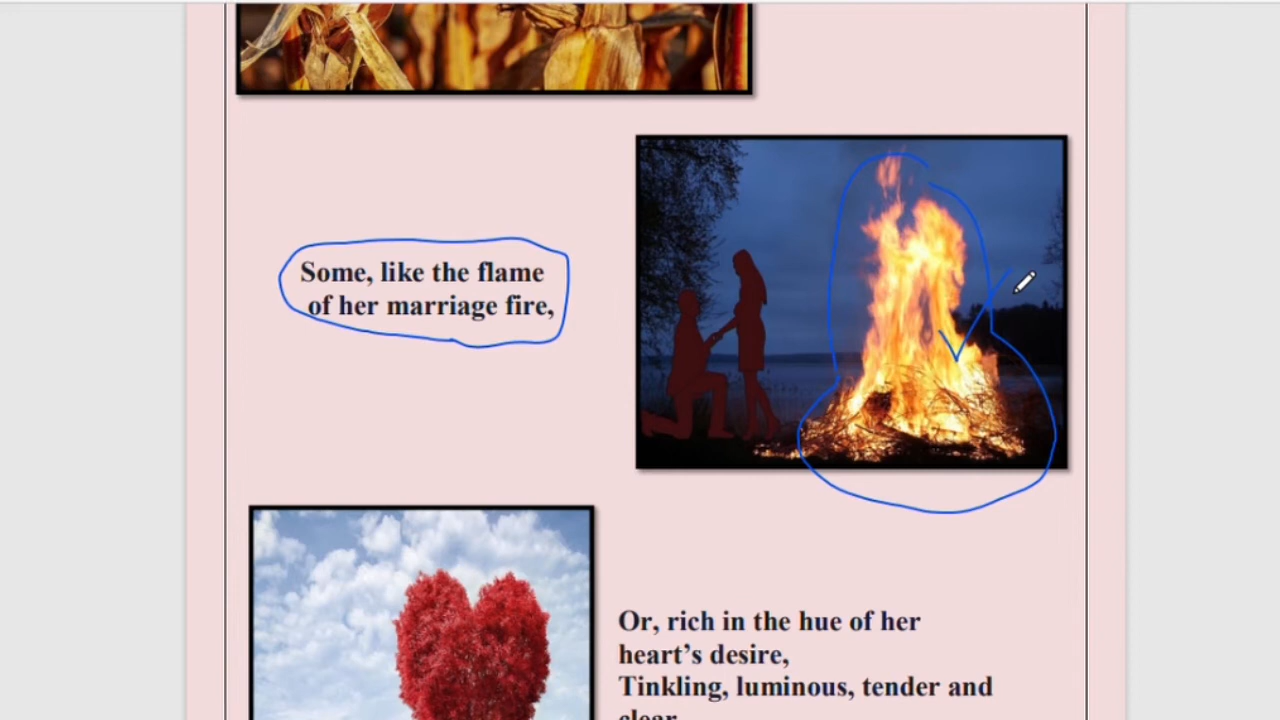 Some, like the flame
of her marriage fire,
Or, rich in the hue of her
heart’s desire,
Tinkling, luminous, tender and
clear